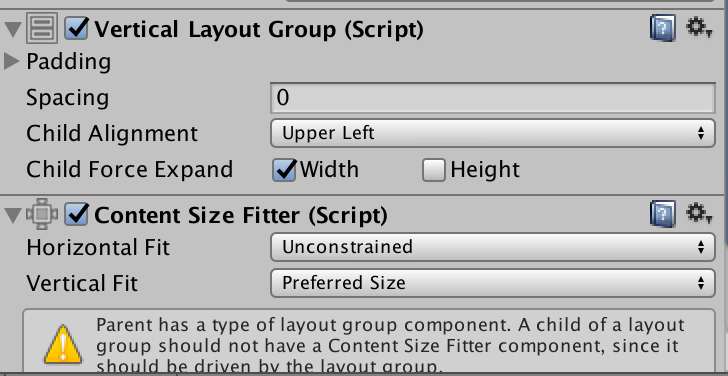 Vertical Layout Group (Script)
Padding
Spacing 0
Child Alignment Upper Left
Child Force Expand Width Height
Content Size Fitter (Script)
Horizontal Fit Unconstrained
Vertical Fit Preferred Size
Parent has a type of layout group component. A child of a layout
group should not have a Content Size Fitter component, since it
should be driven by the layout group.